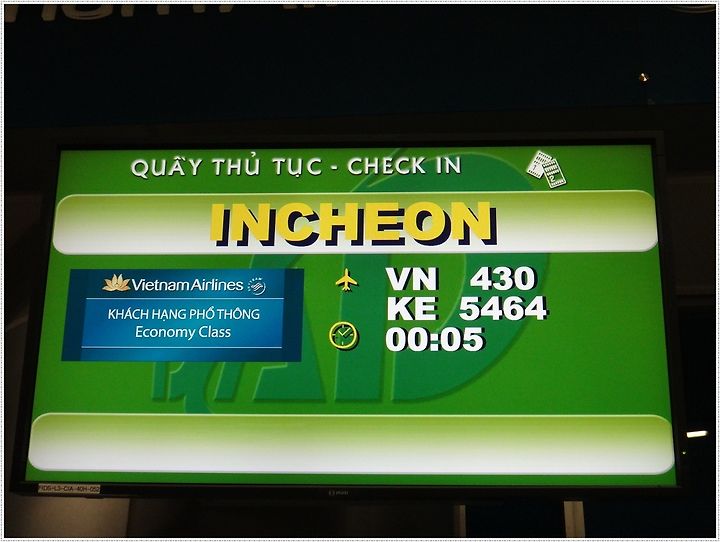 QUẦY THỦ TỤC - CHECK IN
INCHEON
Vietnam Airlines
KHÁCH HẠNG PHỔ THÔNG
Economy Class
VN 430
KE 5464
00:05